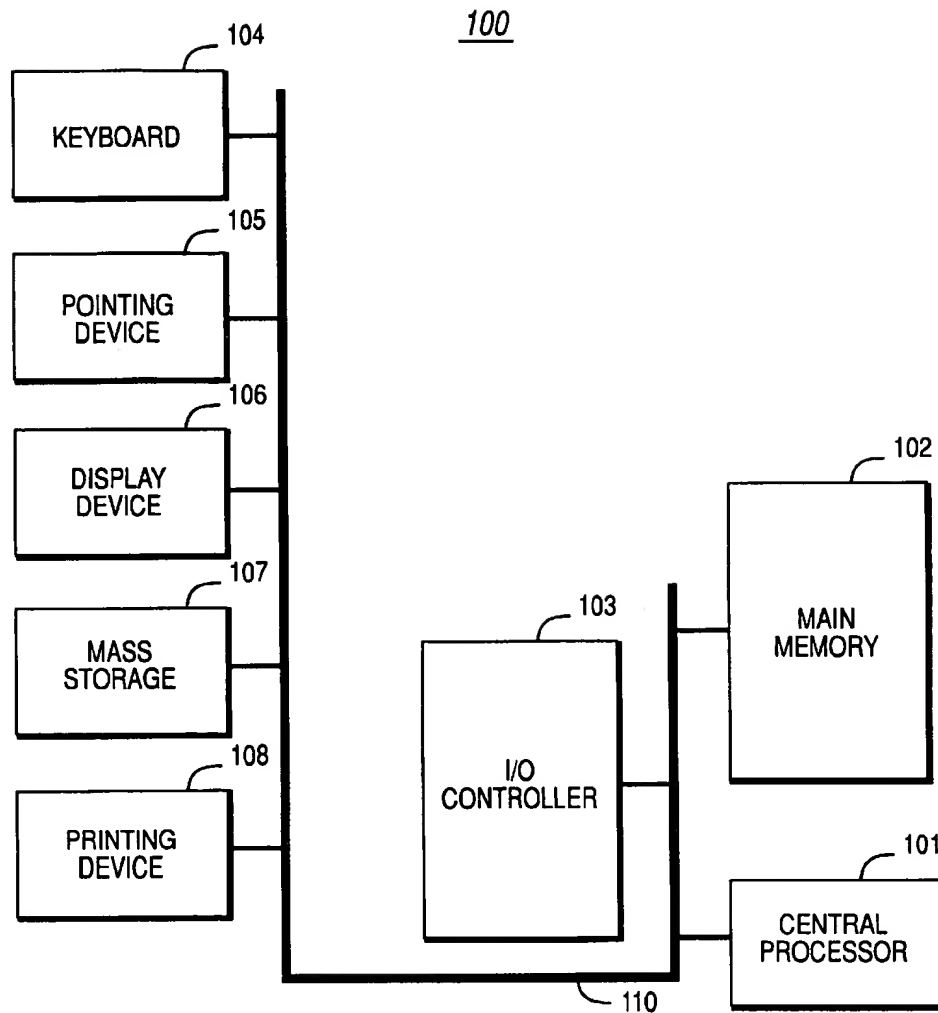 100
104
KEYBOARD
105
POINTING
DEVICE
106
DISPLAY
DEVICE
107
MASS
STORAGE
108
PRINTING
DEVICE
103
I/O
CONTROLLER
102
MAIN
MEMORY
101
CENTRAL
PROCESSOR
110